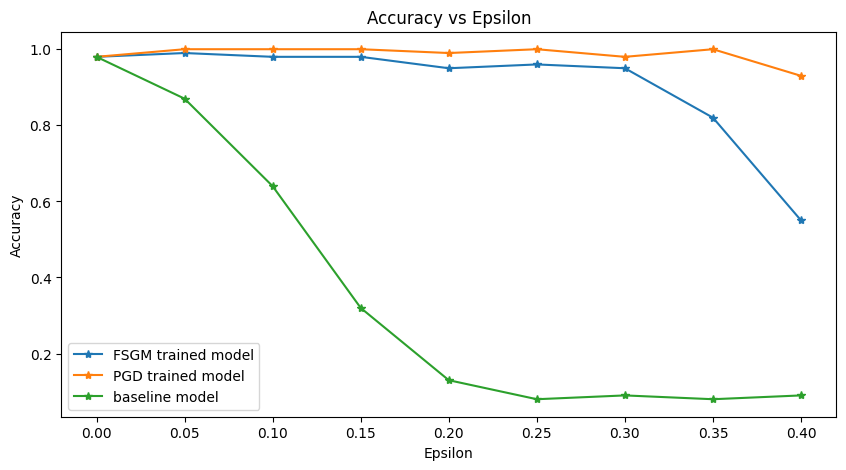 Accuracy vs Epsilon
Accuracy
1.0
0.8
0.6
0.4
0.2
FSGM trained model
PGD trained model
baseline model
0.00 0.05 0.10 0.15 0.20 0.25 0.30 0.35 0.40
Epsilon